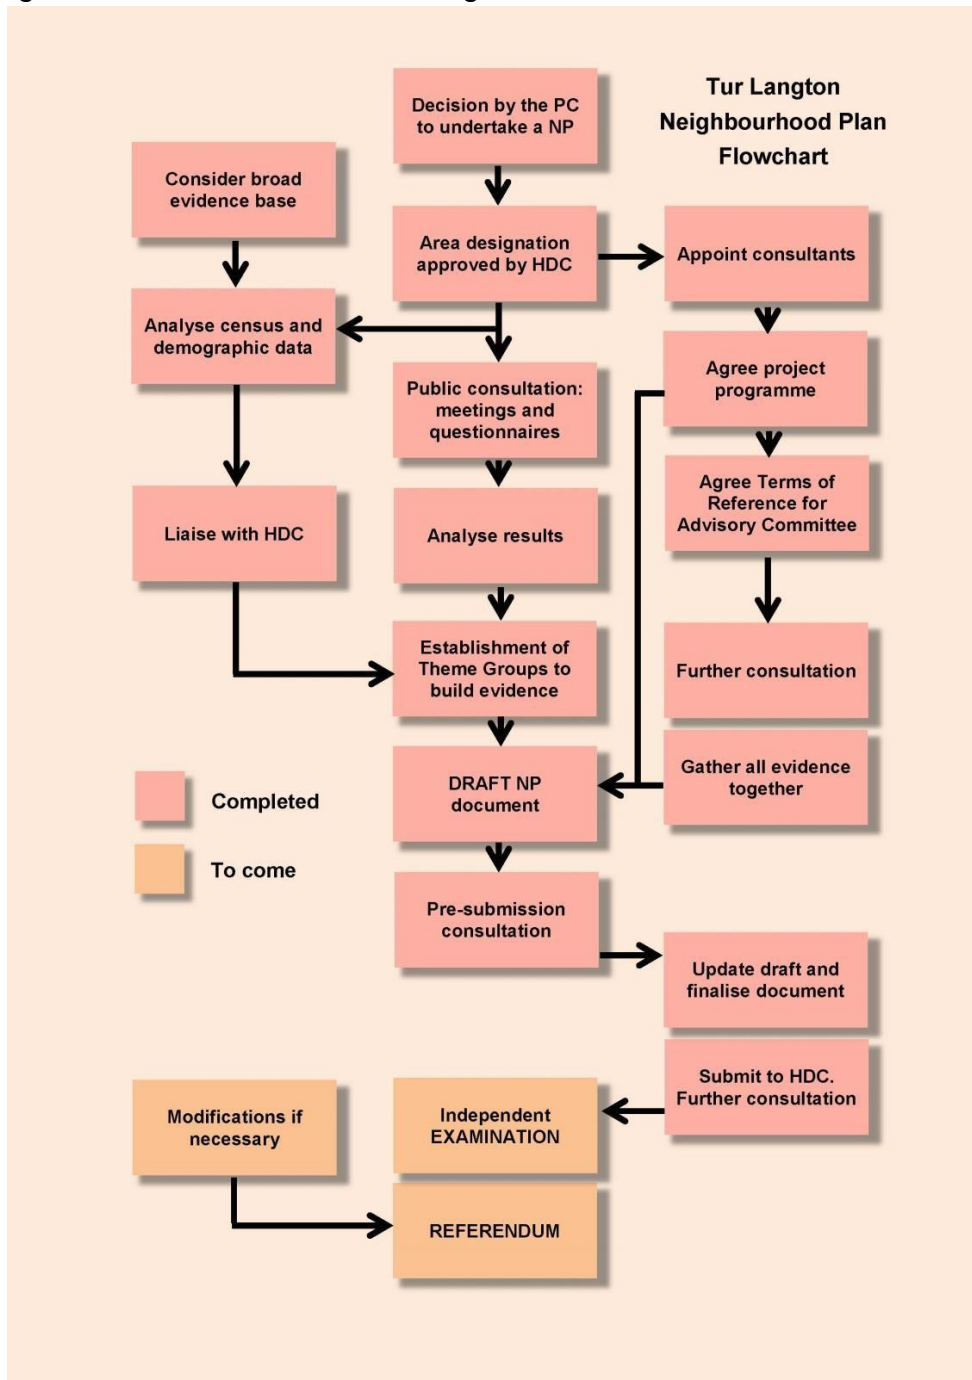 Decision by the PC
to undertake a NP
Tur Langton
Neighbourhood Plan
Flowchart
Consider broad
evidence base
Area designation
approved by HDC
Appoint consultants
Analyse census and
demographic data
Public consultation:
meetings and
questionnaires
Agree project
programme
Liaise with HDC
Analyse results
Agree Terms of
Reference for
Advisory Committee
Establishment of
Theme Groups to
build evidence
Further consultation
DRAFT NP
document
Gather all evidence
together
Completed
To come
Pre-submission
consultation
Update draft and
finalise document
Submit to HDC.
Further consultation
Modifications if
necessary
Independent
EXAMINATION
REFERENDUM